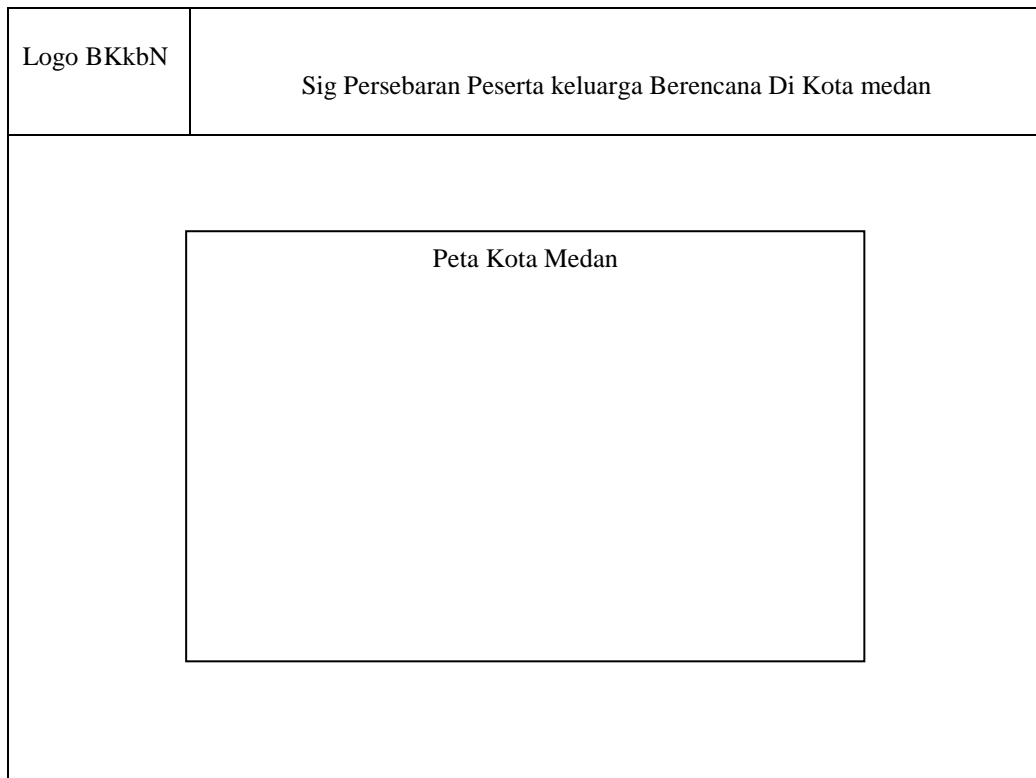 Logo BKkbN
Sig Persebaran Peserta keluarga Berencana Di Kota medan
Peta Kota Medan